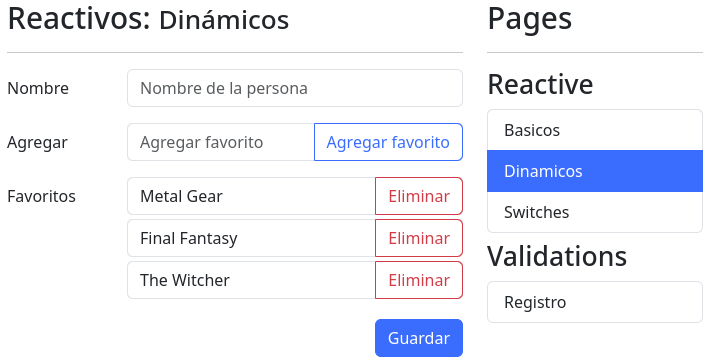 Reactivos: Dinámicos
Nombre
Nombre de la persona
Agregar
Agregar favorito
Agregar favorito
Favoritos
Metal Gear
Eliminar
Final Fantasy
Eliminar
The Witcher
Eliminar
Guardar
Pages
Reactive
Basicos
Dinamicos
Switches
Validations
Registro